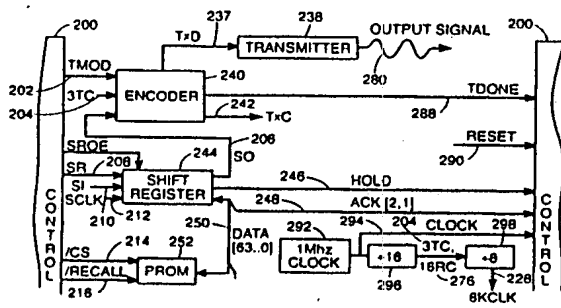 200
237
238
200
TxD
TRANSMITTER
OUTPUT SIGNAL
TMOD
240
280
202
3TC
ENCODER
242
TDONE
204
TxC
288
206
SROE
244
SO
RESET
290
SR
208
SHIFT
REGISTER
246
HOLD
SI
SCLK
210
212
248
ACK [2,1]
250
292
294
204
CLOCK
298
CONTROL
/CS
214
252
DATA
[63..0]
1Mhz
CLOCK
÷16
3TC,
16RC
÷8
CONTROL
/RECALL
PROM
216
296
276
228
8KCLK